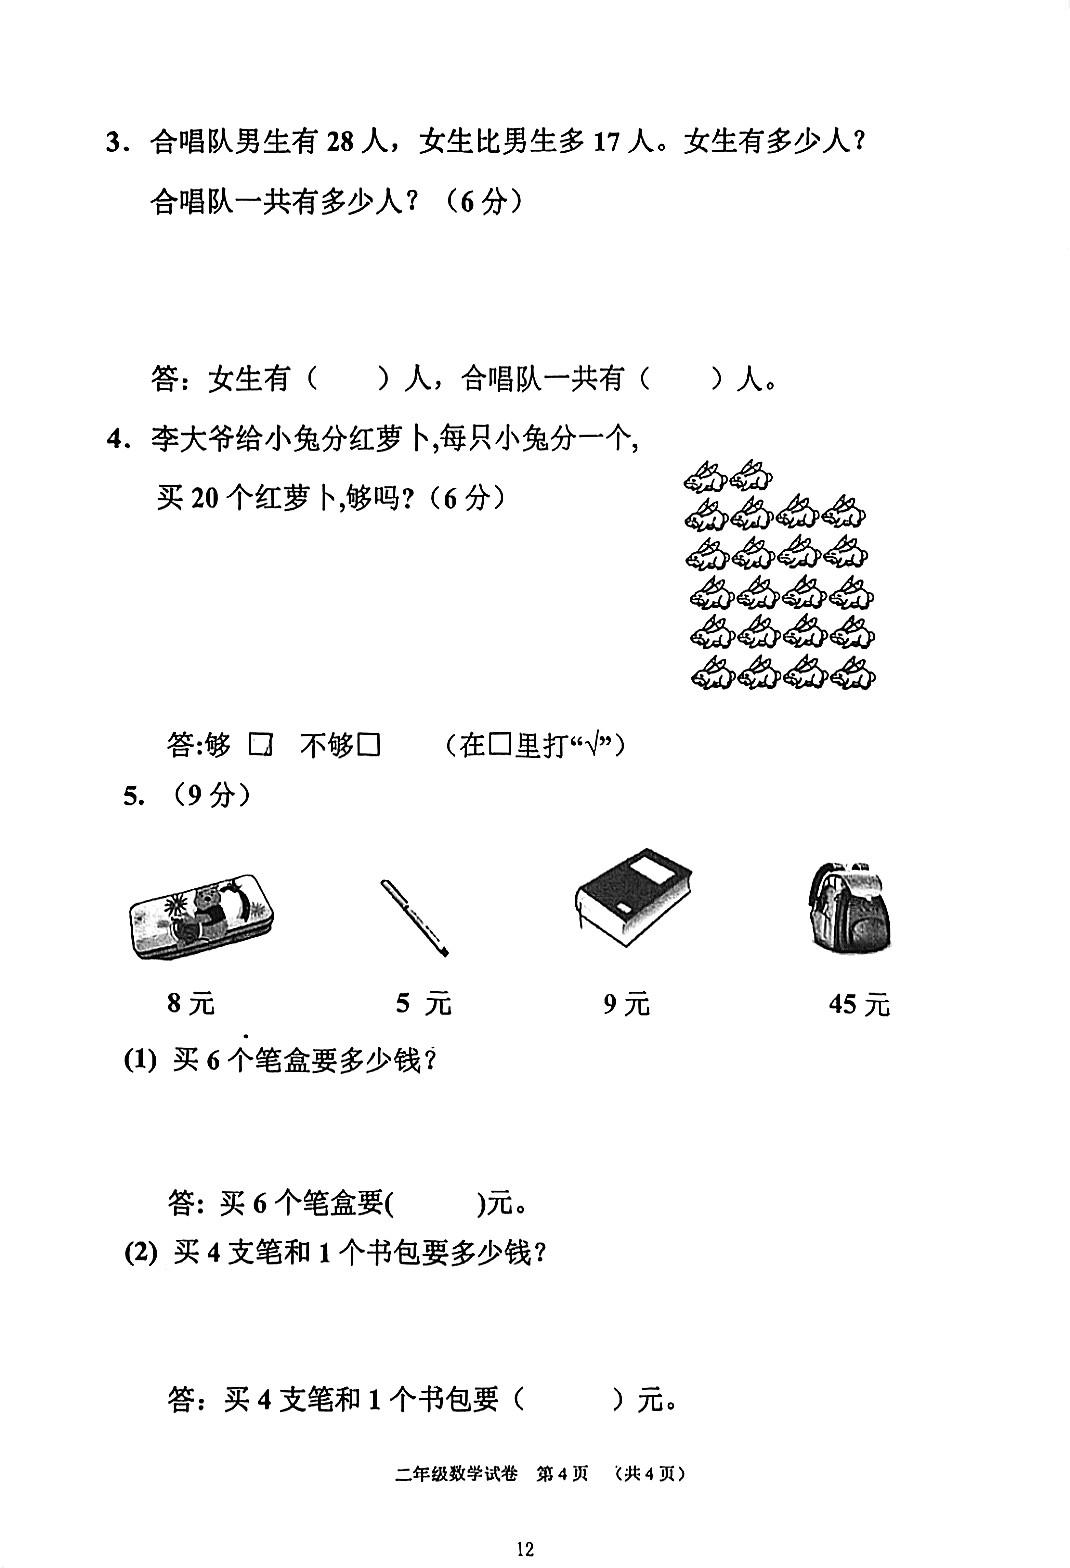 3. 合唱队男生有 28 人，女生比男生多 17 人。女生有多少人？
合唱队一共有多少人？（6 分）
答：女生有（　　）人，合唱队一共有（　　）人。
4. 李大爷给小兔分红萝卜,每只小兔分一个,
买 20 个红萝卜,够吗?（6 分）
答:够 □　不够□　　（在□里打“√”）
5. （9 分）
8 元　5 元　9 元　45 元
(1) 买 6 个笔盒要多少钱？
答：买 6 个笔盒要(　　)元。
(2) 买 4 支笔和 1 个书包要多少钱？
答：买 4 支笔和 1 个书包要（　　）元。
二年级数学试卷　第 4 页　（共 4 页）
12